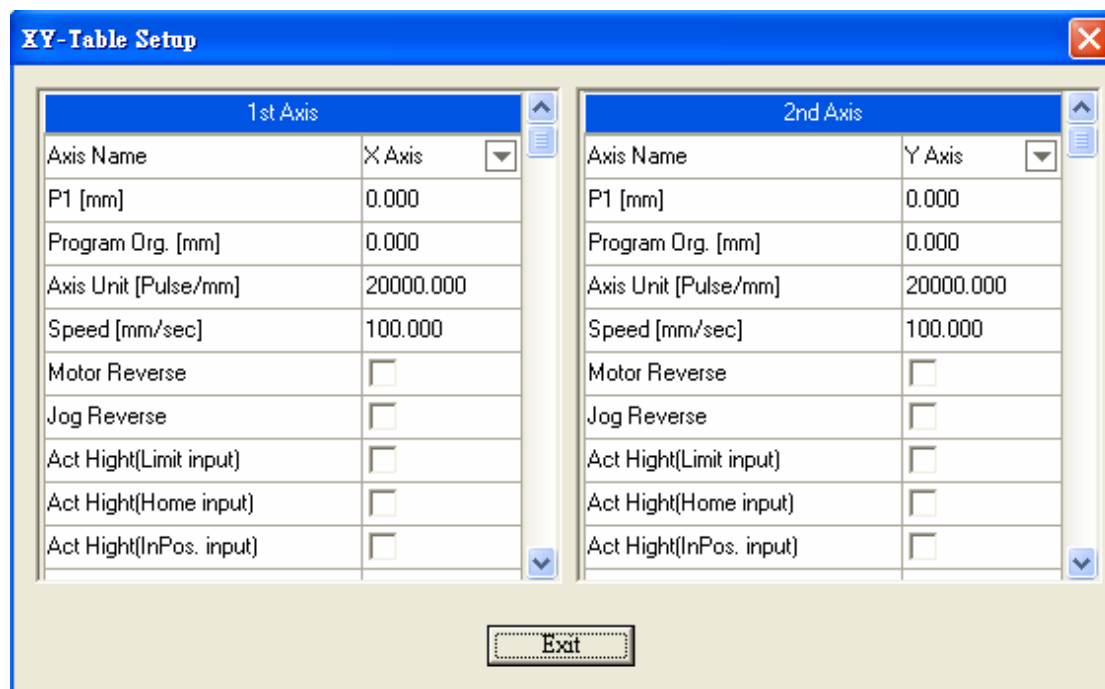 XY-Table Setup
1st Axis
Axis Name X Axis
P1 [mm] 0.000
Program Org. [mm] 0.000
Axis Unit [Pulse/mm] 20000.000
Speed [mm/sec] 100.000
Motor Reverse
Jog Reverse
Act Hight(Limit input)
Act Hight(Home input)
Act Hight(InPos. input)
2nd Axis
Axis Name Y Axis
P1 [mm] 0.000
Program Org. [mm] 0.000
Axis Unit [Pulse/mm] 20000.000
Speed [mm/sec] 100.000
Motor Reverse
Jog Reverse
Act Hight(Limit input)
Act Hight(Home input)
Act Hight(InPos. input)
Exit